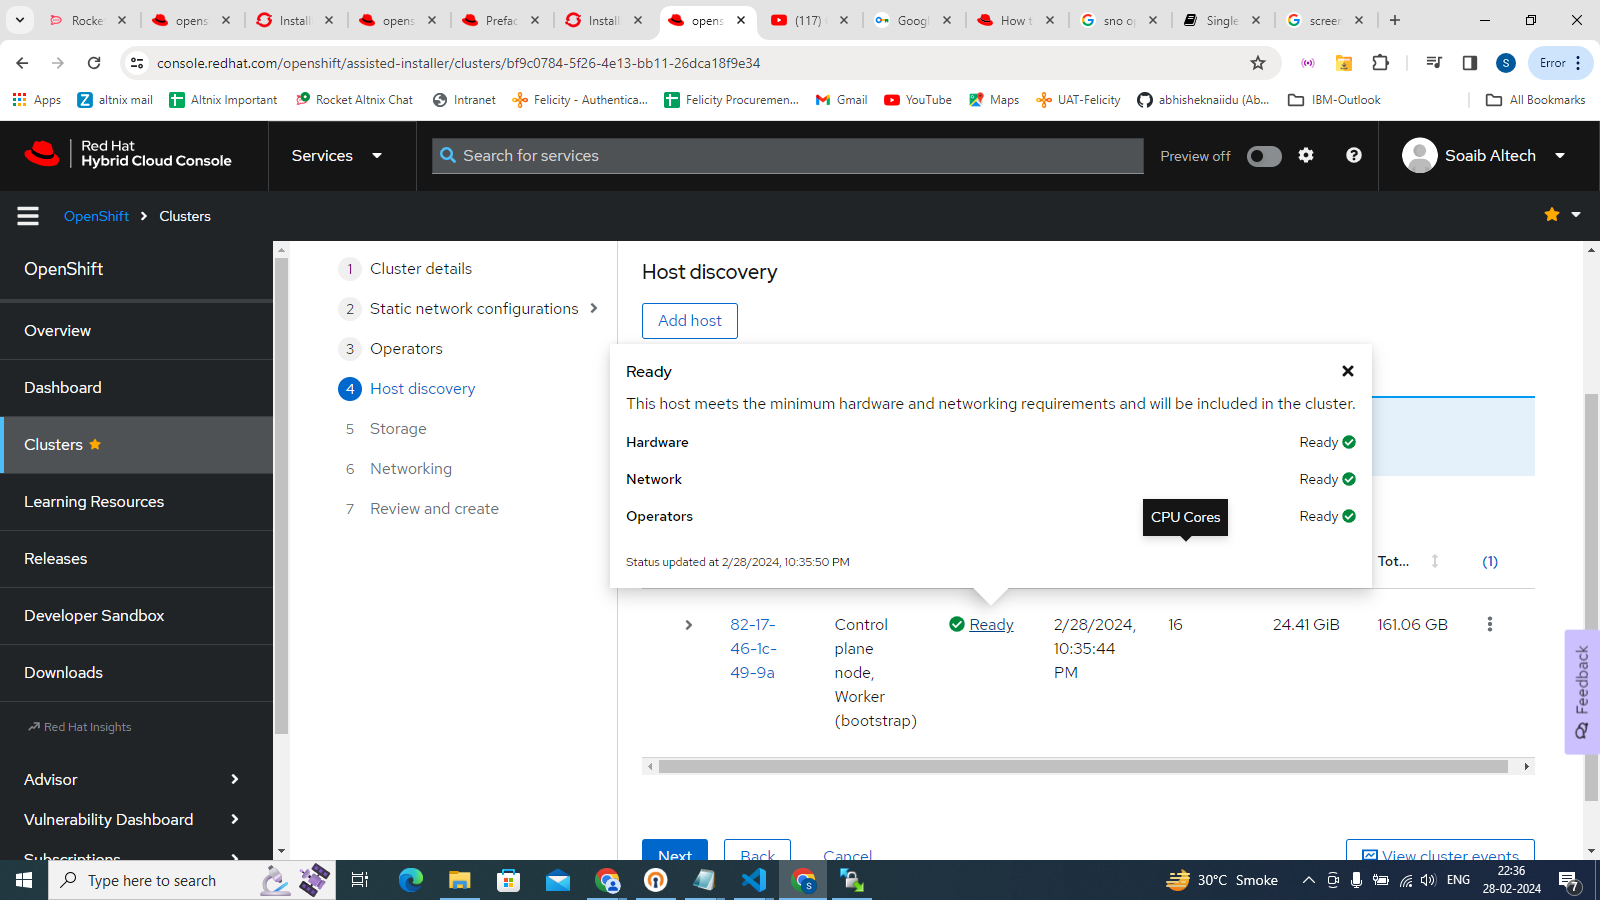 Rocke
opens
Install
opens
Prefac
Install
opens
(117)
Googl
How t
sno o
Single
screen
console.redhat.com/openshift/assisted-installer/clusters/bf9c0784-5f26-4e13-bb11-26dca18f9e34
S
Error
Apps
altnix mail
Altnix Important
Rocket Altnix Chat
Intranet
Felicity - Authentica...
Felicity Procuremen...
Gmail
YouTube
Maps
UAT-Felicity
abhisheknaiidu (Ab...
IBM-Outlook
All Bookmarks
Red Hat
Hybrid Cloud Console
Services
Search for services
Preview off
Soaib Altech
OpenShift
Clusters
OpenShift
Overview
Dashboard
Clusters
Learning Resources
Releases
Developer Sandbox
Downloads
Red Hat Insights
Advisor
Vulnerability Dashboard
Subscriptions
1 Cluster details
2 Static network configurations
3 Operators
4 Host discovery
5 Storage
6 Networking
7 Review and create
Host discovery
Add host
Ready
This host meets the minimum hardware and networking requirements and will be included in the cluster.
Hardware Ready
Network Ready
Operators Ready
CPU Cores
Status updated at 2/28/2024, 10:35:50 PM
Tot... (1)
82-17-
46-1c-
49-9a
Control
plane
node,
Worker
(bootstrap)
Ready
2/28/2024,
10:35:44
PM
16
24.41 GiB
161.06 GB
Next
Back
Cancel
View cluster events
Feedback
Type here to search
S
30°C Smoke
ENG
22:36
28-02-2024
7